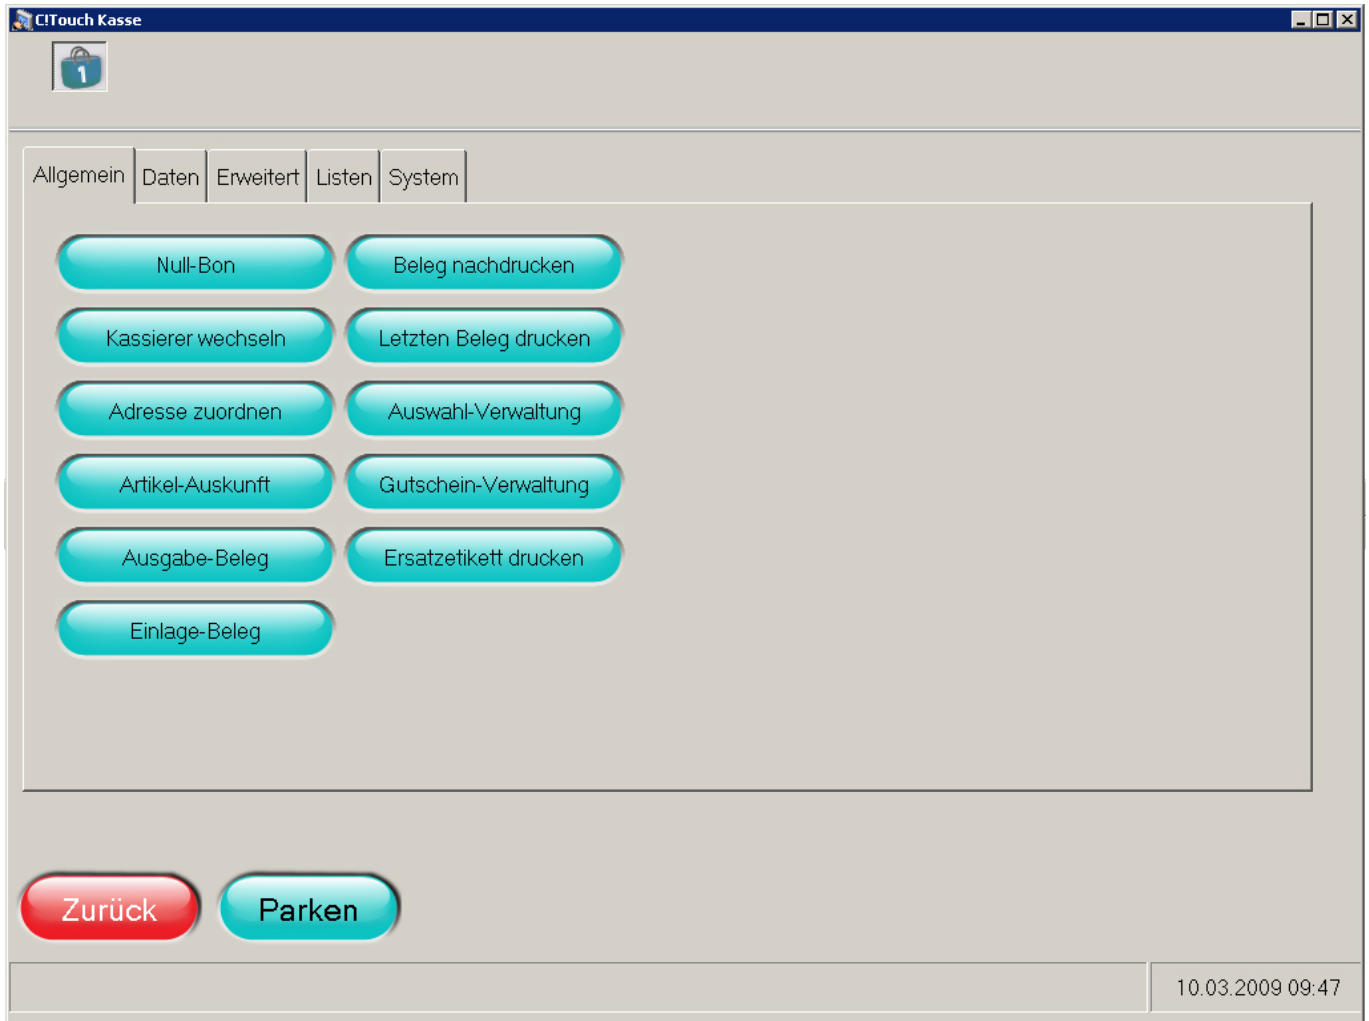 C!Touch Kasse
1
Allgemein Daten Erweitert Listen System
Null-Bon Beleg nachdrucken
Kassierer wechseln Letzten Beleg drucken
Adresse zuordnen Auswahl-Verwaltung
Artikel-Auskunft Gutschein-Verwaltung
Ausgabe-Beleg Ersatzetikett drucken
Einlage-Beleg
Zurück Parken
10.03.2009 09:47